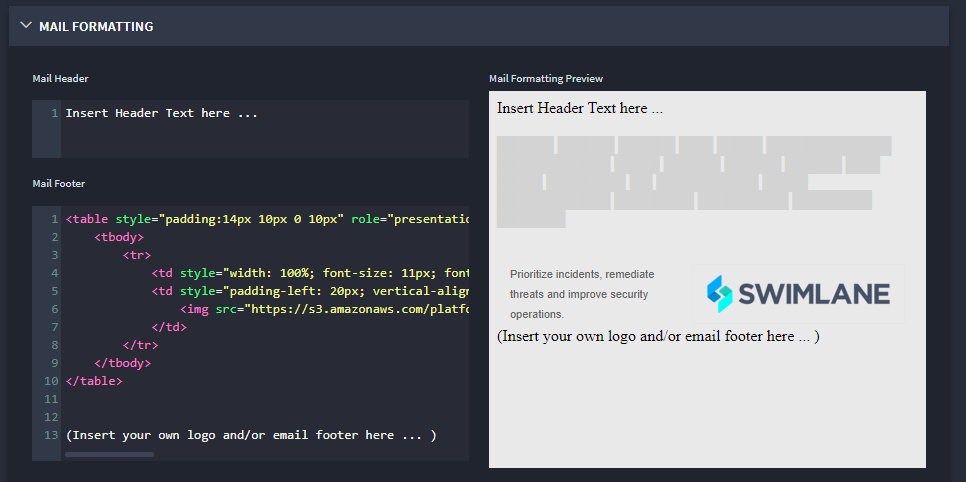 MAIL FORMATTING
Mail Header
1 Insert Header Text here ...
Mail Footer
1 <table style="padding:14px 10px 0 10px" role="presentatio
2 <tbody>
3 <tr>
4 <td style="width: 100%; font-size: 11px; font
5 <td style="padding-left: 20px; vertical-align
6 <img src="https://s3.amazonaws.com/platfo
7 </td>
8 </tr>
9 </tbody>
10 </table>
11
12
13 (Insert your own logo and/or email footer here ... )
Mail Formatting Preview
Insert Header Text here ...
Prioritize incidents, remediate
threats and improve security
operations.
SWIMLANE
(Insert your own logo and/or email footer here ... )